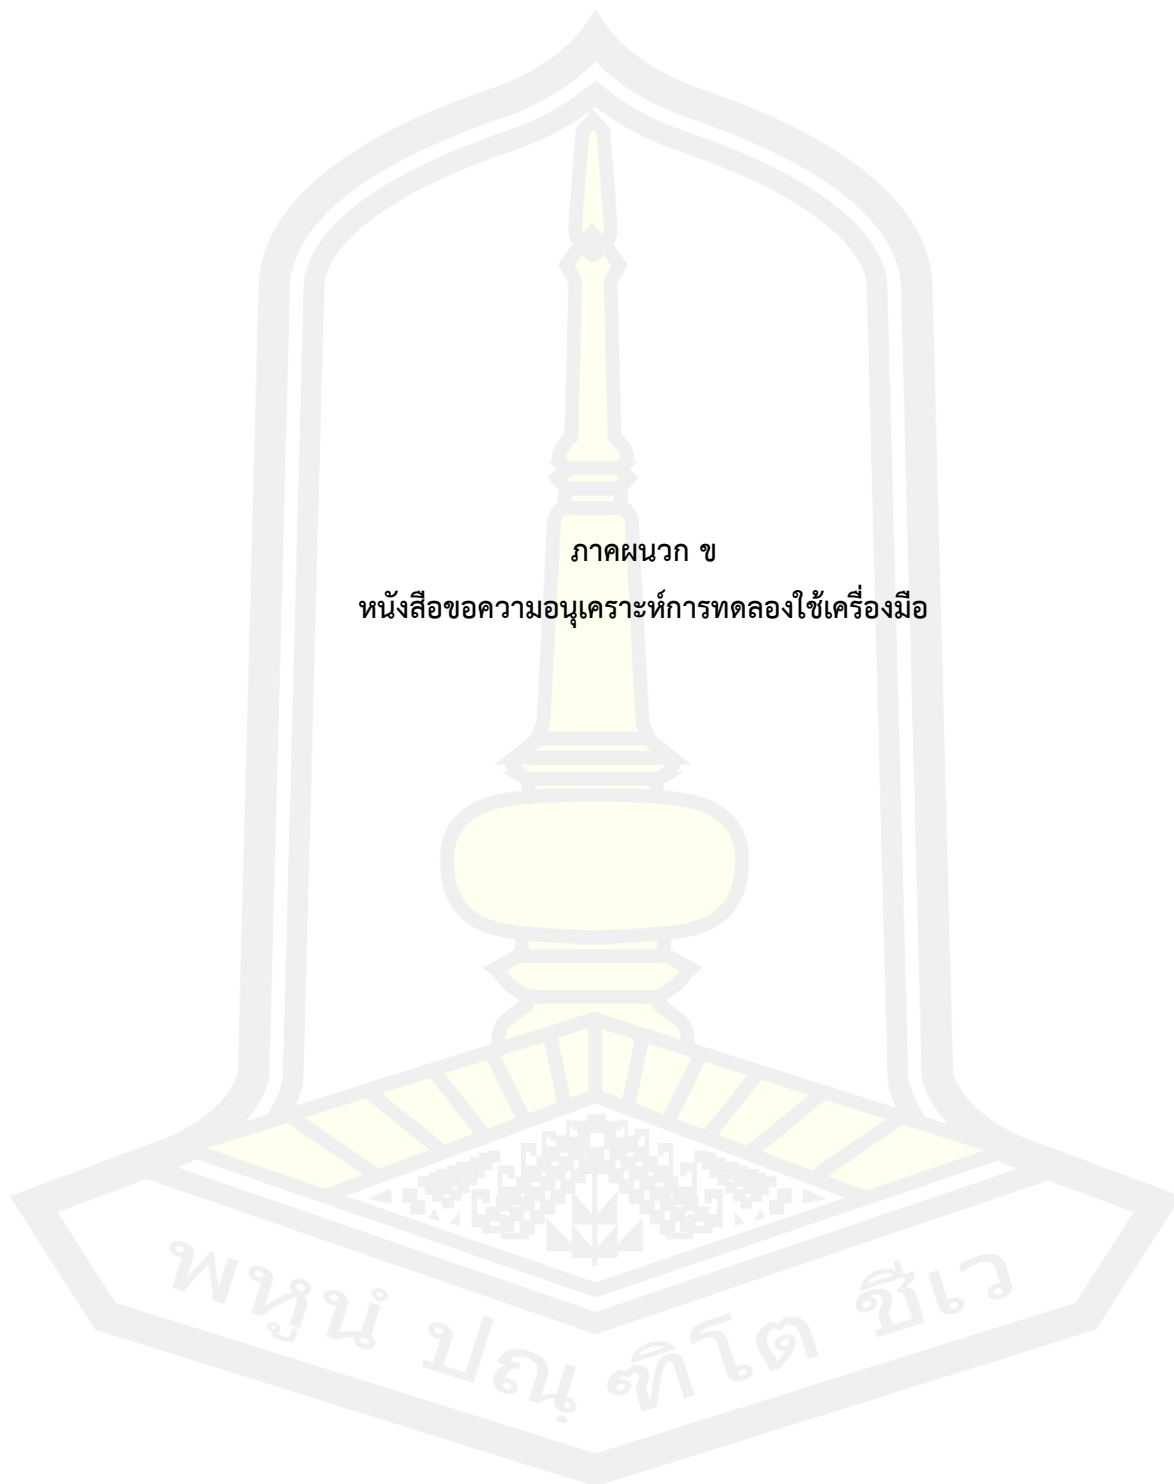 ภาคผนวก ข
หนังสือขอความอนุเคราะห์การทดลองใช้เครื่องมือ
พหูนํ ปณฺฑิโต ชีเว